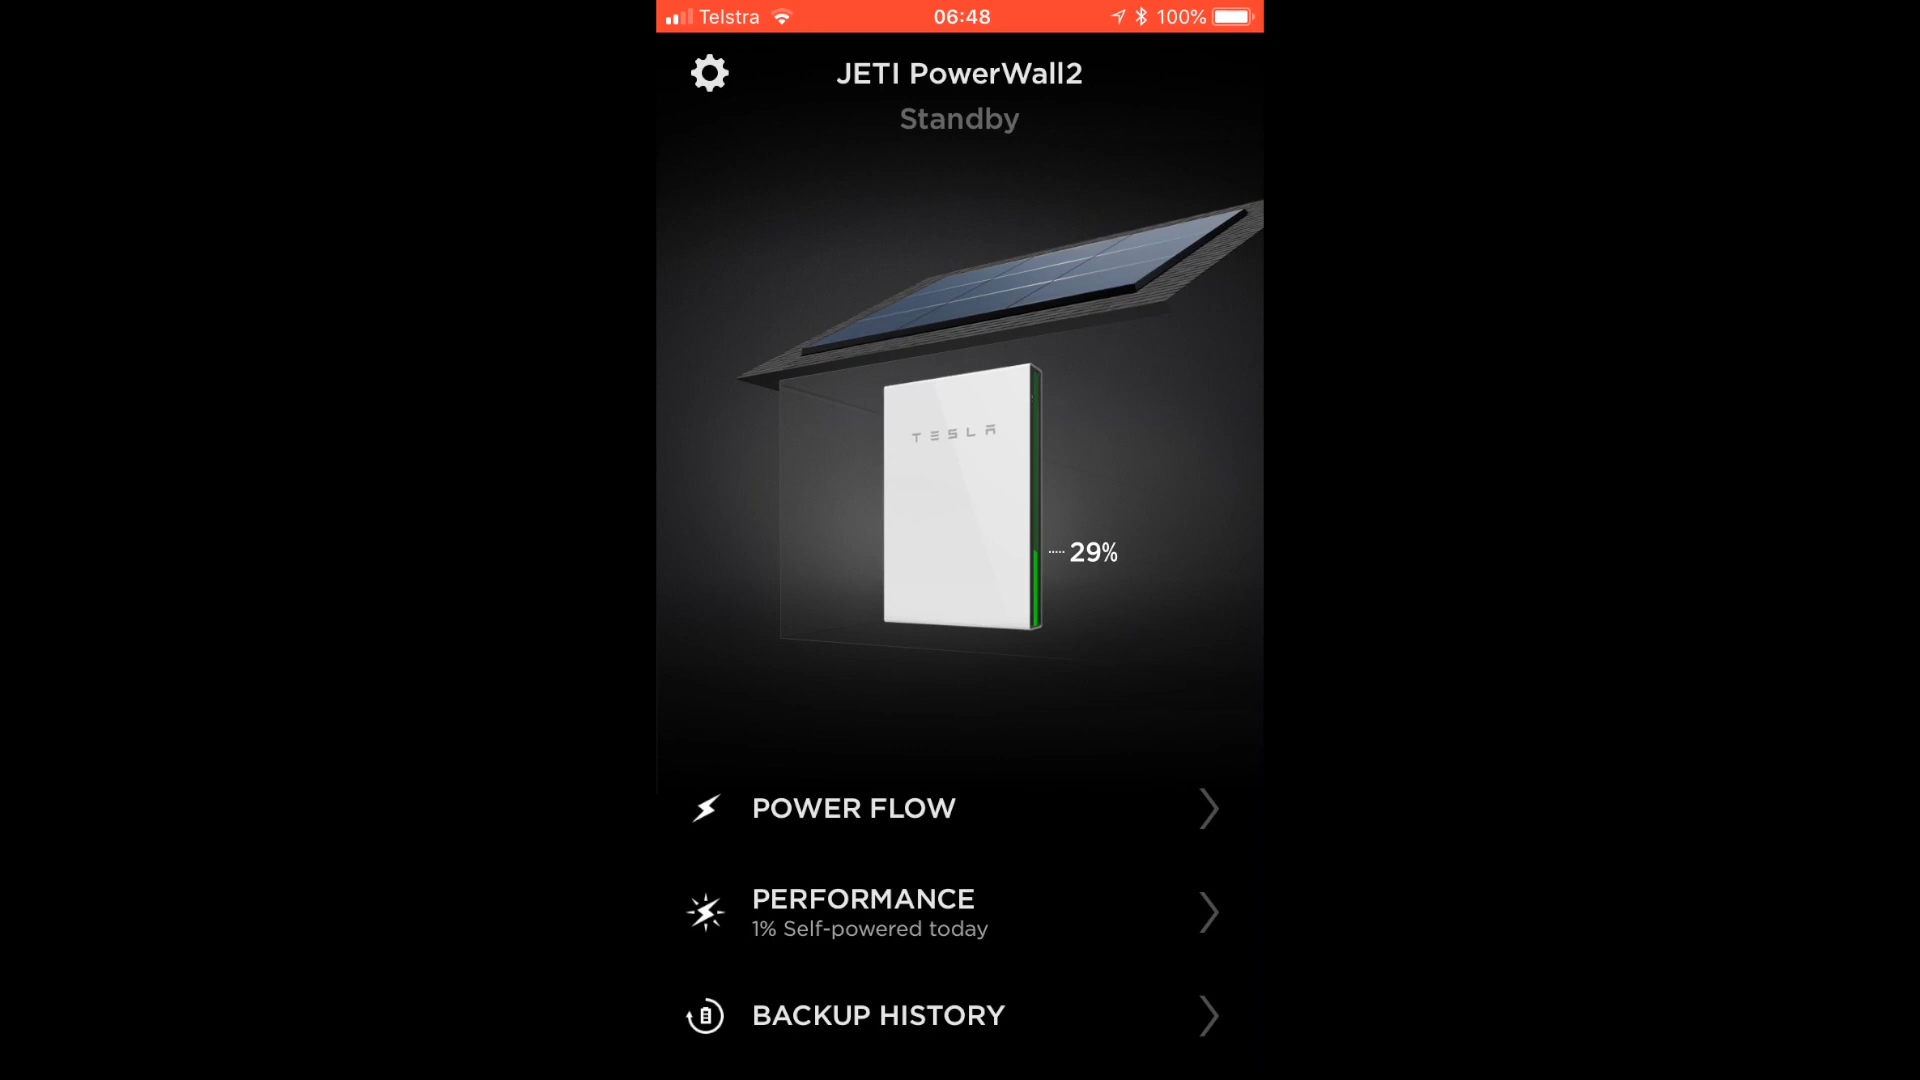 Telstra 06:48 100%
JETI PowerWall2
Standby
TESLA
29%
POWER FLOW
PERFORMANCE
1% Self-powered today
BACKUP HISTORY